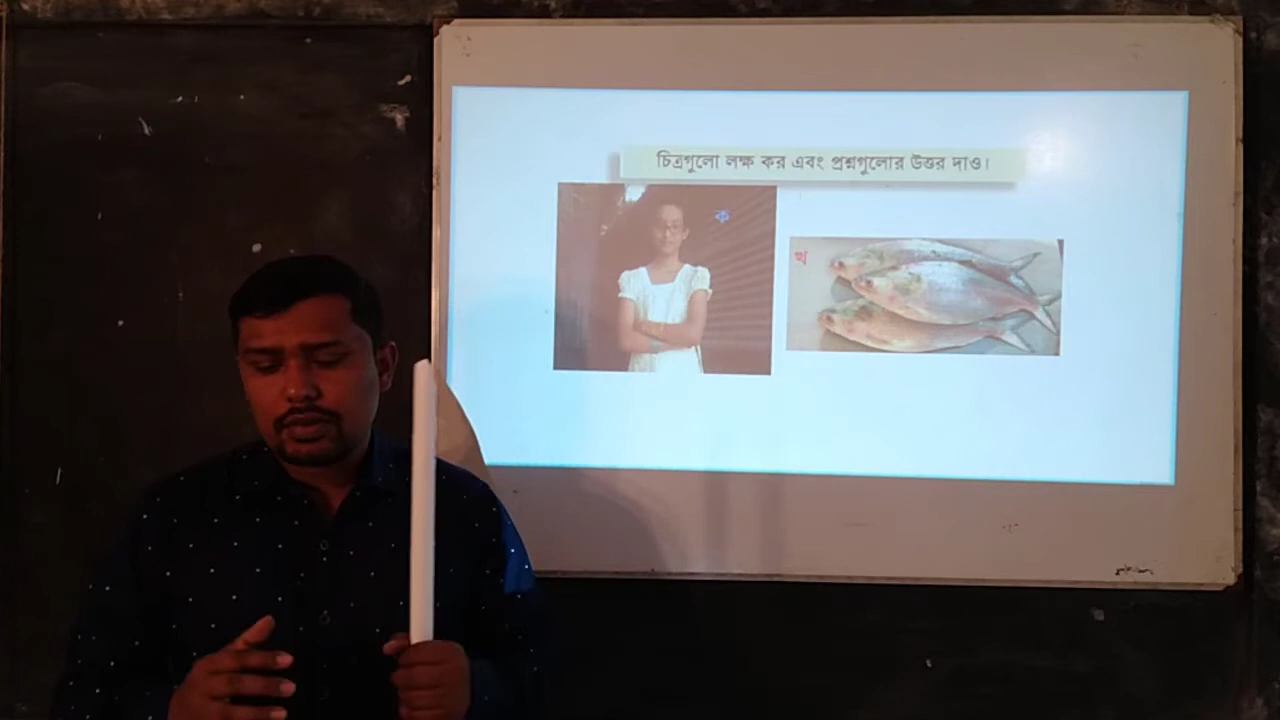 চিত্রগুলো লক্ষ কর এবং প্রশ্নগুলোর উত্তর দাও।
ক
খ